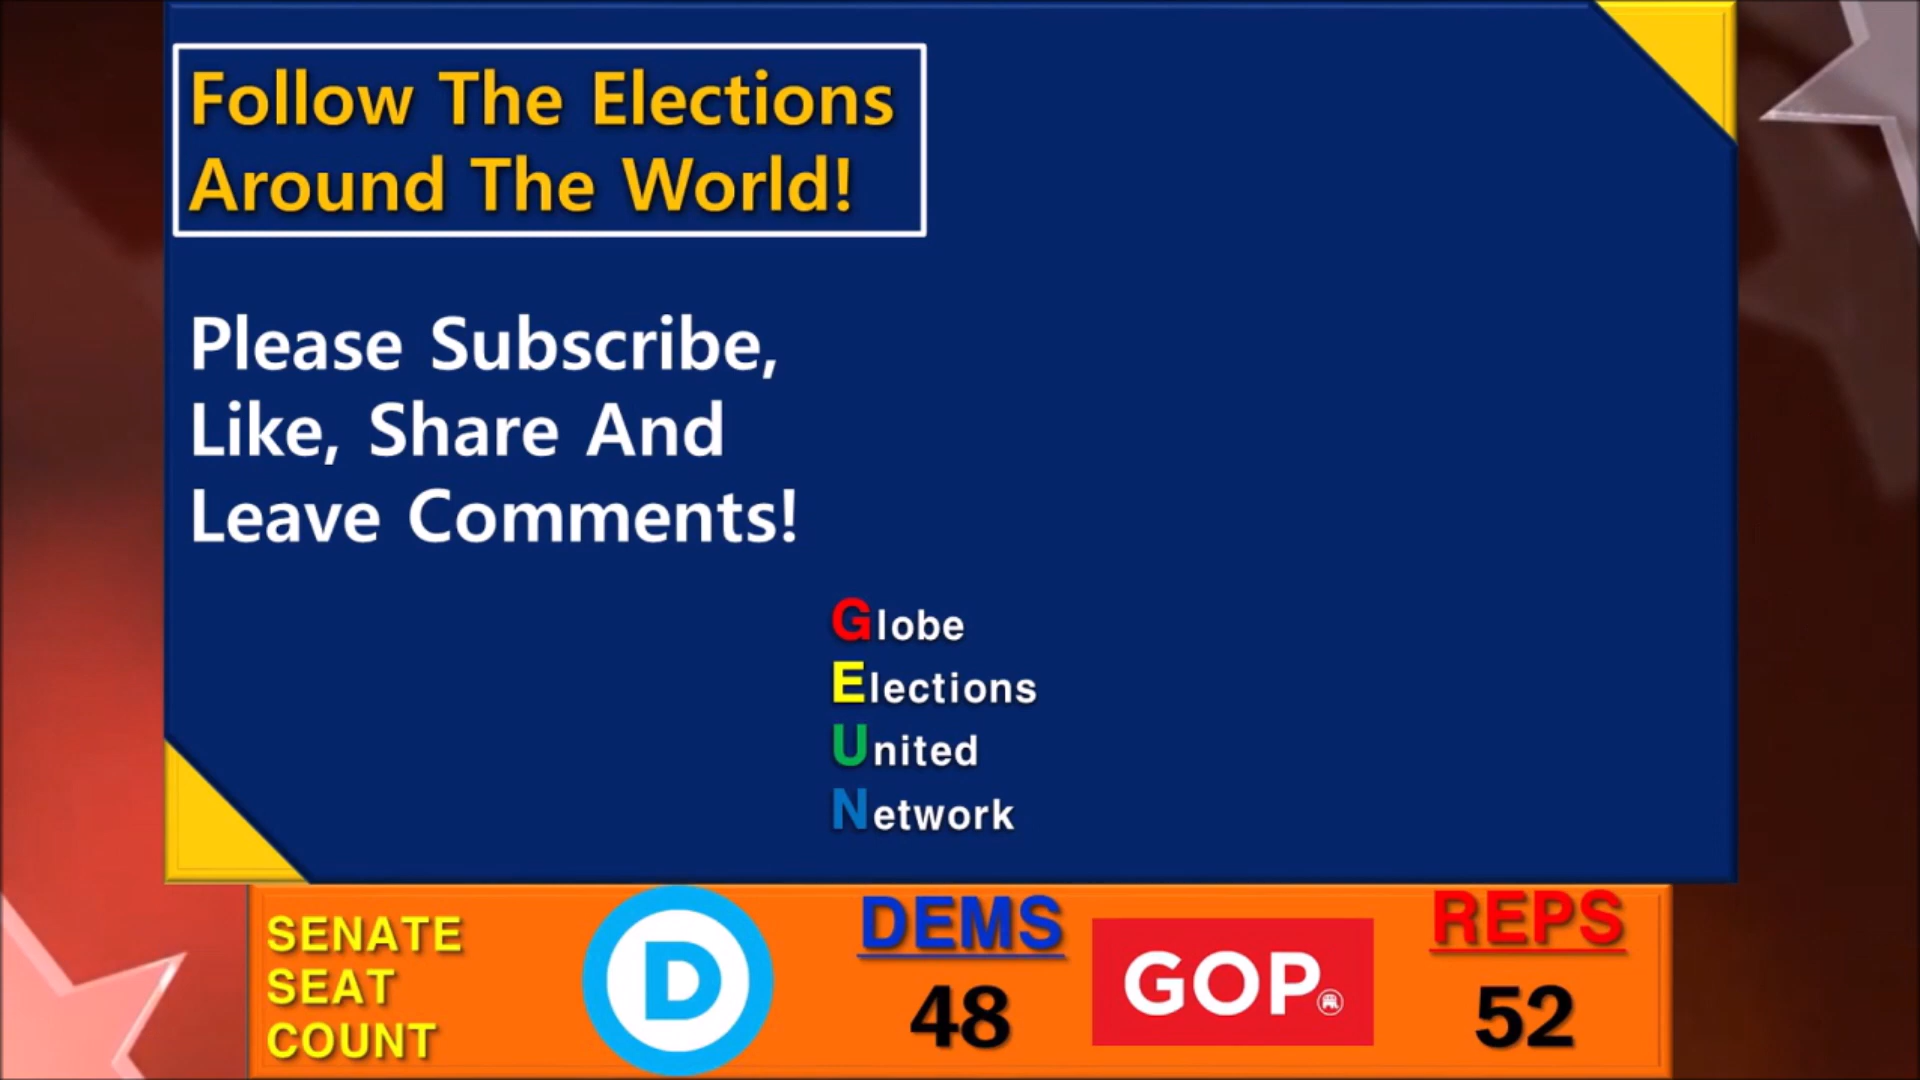 Follow The Elections
Around The World!
Please Subscribe,
Like, Share And
Leave Comments!
Globe
Elections
United
Network
SENATE
SEAT
COUNT
D
DEMS
48
GOP
REPS
52